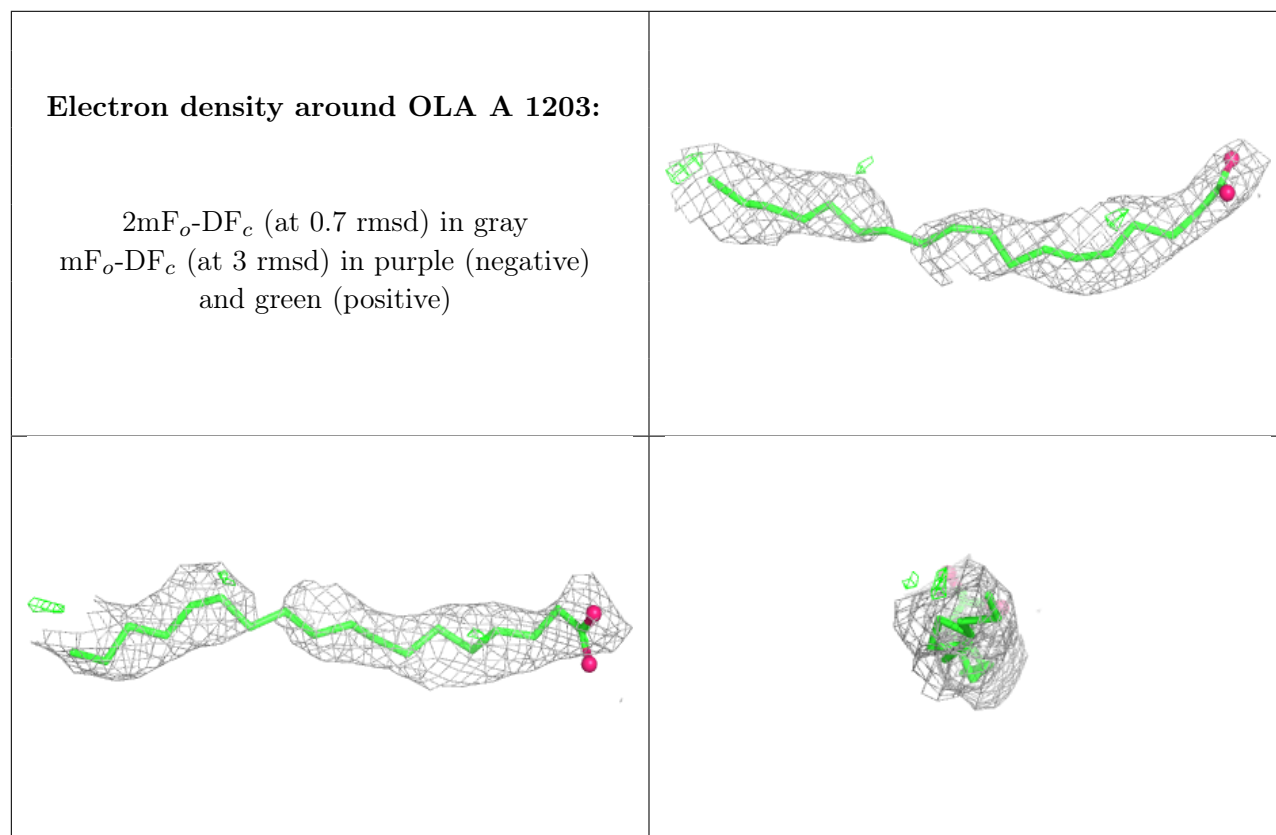 Electron density around OLA A 1203:
2mFo-DFc (at 0.7 rmsd) in gray
mFo-DFc (at 3 rmsd) in purple (negative)
and green (positive)